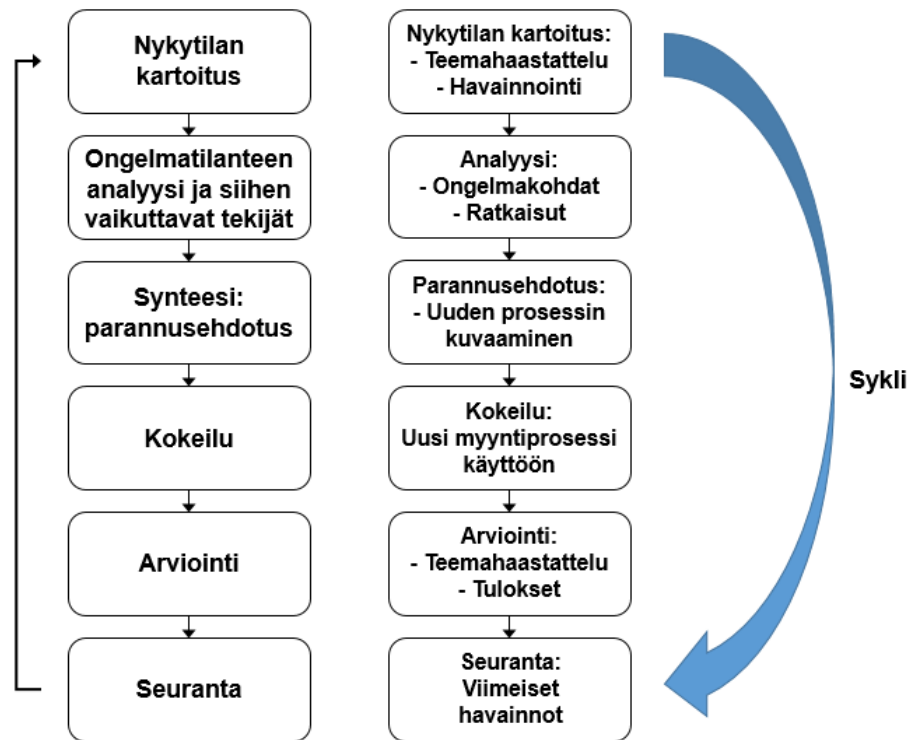 Nykytilan
kartoitus
Ongelmatilanteen
analyysi ja siihen
vaikuttavat tekijät
Synteesi:
parannusehdotus
Kokeilu
Arviointi
Seuranta
Nykytilan kartoitus:
- Teemahaastattelu
- Havainnointi
Analyysi:
- Ongelmakohdat
- Ratkaisut
Parannusehdotus:
- Uuden prosessin
kuvaaminen
Kokeilu:
Uusi myyntiprosessi
käyttöön
Arviointi:
- Teemahaastattelu
- Tulokset
Seuranta:
Viimeiset
havainnot
Sykli